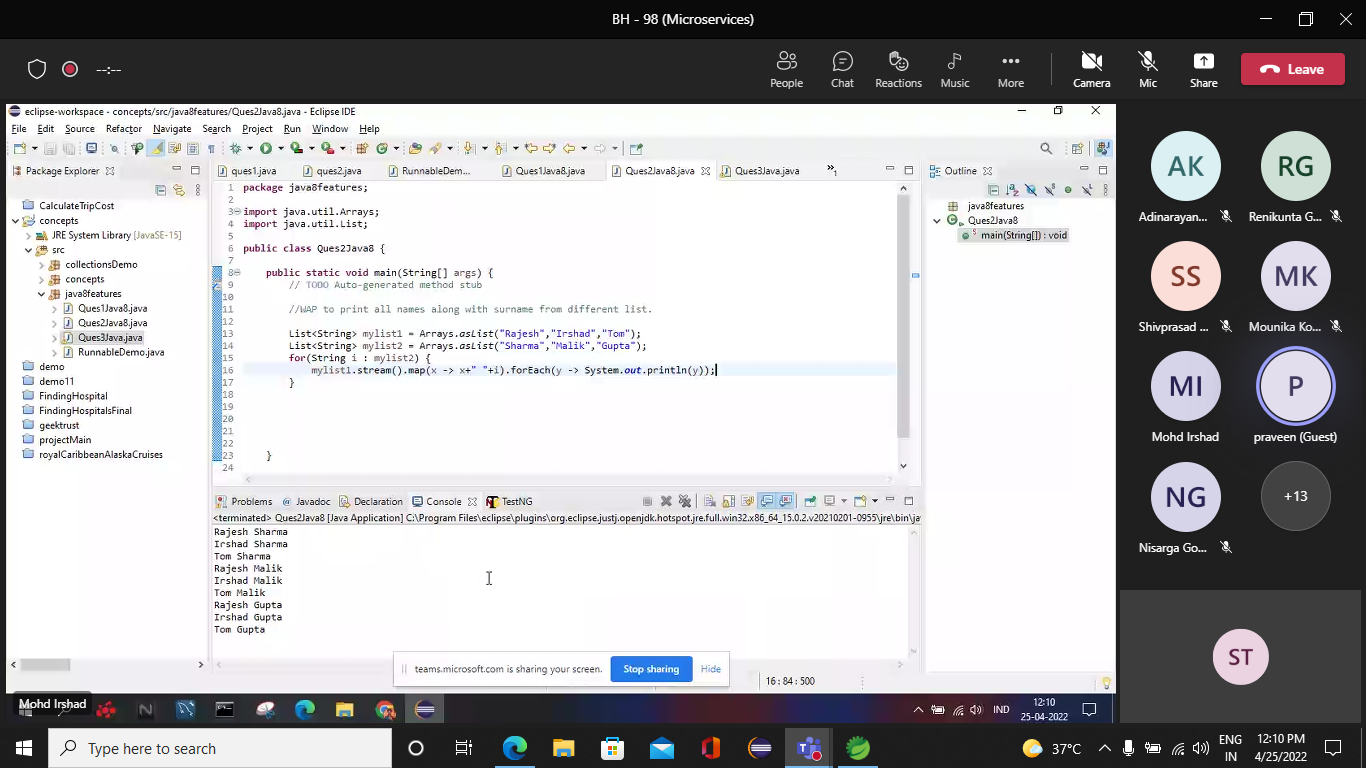 BH - 98 (Microservices)
--:--
People
Chat
Reactions
Music
More
Camera
Mic
Share
Leave
eclipse-workspace - concepts/src/java8features/Ques2Java8.java - Eclipse IDE
File Edit Source Refactor Navigate Search Project Run Window Help
Package Explorer
CalculateTripCost
concepts
JRE System Library [JavaSE-15]
src
collectionsDemo
concepts
java8features
Ques1Java8.java
Ques2Java8.java
Ques3Java.java
RunnableDemo.java
demo
demo11
FindingHospital
FindingHospitalsFinal
geektrust
projectMain
royalCaribbeanAlaskaCruises
ques1.java
ques2.java
RunnableDem...
Ques1Java8.java
Ques2Java8.java
Ques3Java.java
»1
1 package java8features;
2
3 import java.util.Arrays;
4 import java.util.List;
5
6 public class Ques2Java8 {
7
8 public static void main(String[] args) {
9 // TODO Auto-generated method stub
10
11 //WAP to print all names along with surname from different list.
12
13 List<String> mylist1 = Arrays.asList("Rajesh","Irshad","Tom");
14 List<String> mylist2 = Arrays.asList("Sharma","Malik","Gupta");
15 for(String i : mylist2) {
16 mylist1.stream().map(x -> x+" "+i).forEach(y -> System.out.println(y));
17 }
18
19
20
21
22
23 }
24
Outline
java8features
Ques2Java8
main(String[]) : void
Problems
Javadoc
Declaration
Console
TestNG
<terminated> Ques2Java8 [Java Application] C:\Program Files\eclipse\plugins\org.eclipse.justj.openjdk.hotspot.jre.full.win32.x86_64_15.0.2.v20210201-0955\jre\bin\ja
Rajesh Sharma
Irshad Sharma
Tom Sharma
Rajesh Malik
Irshad Malik
Tom Malik
Rajesh Gupta
Irshad Gupta
Tom Gupta
teams.microsoft.com is sharing your screen.
Stop sharing
Hide
16 : 84 : 500
Mohd Irshad
IND
12:10
25-04-2022
AK
Adinarayan...
RG
Renikunta G...
SS
Shivprasad ...
MK
Mounika Ko...
MI
Mohd Irshad
P
praveen (Guest)
NG
Nisarga Go...
+13
ST
Type here to search
37°C
ENG
IN
12:10 PM
4/25/2022